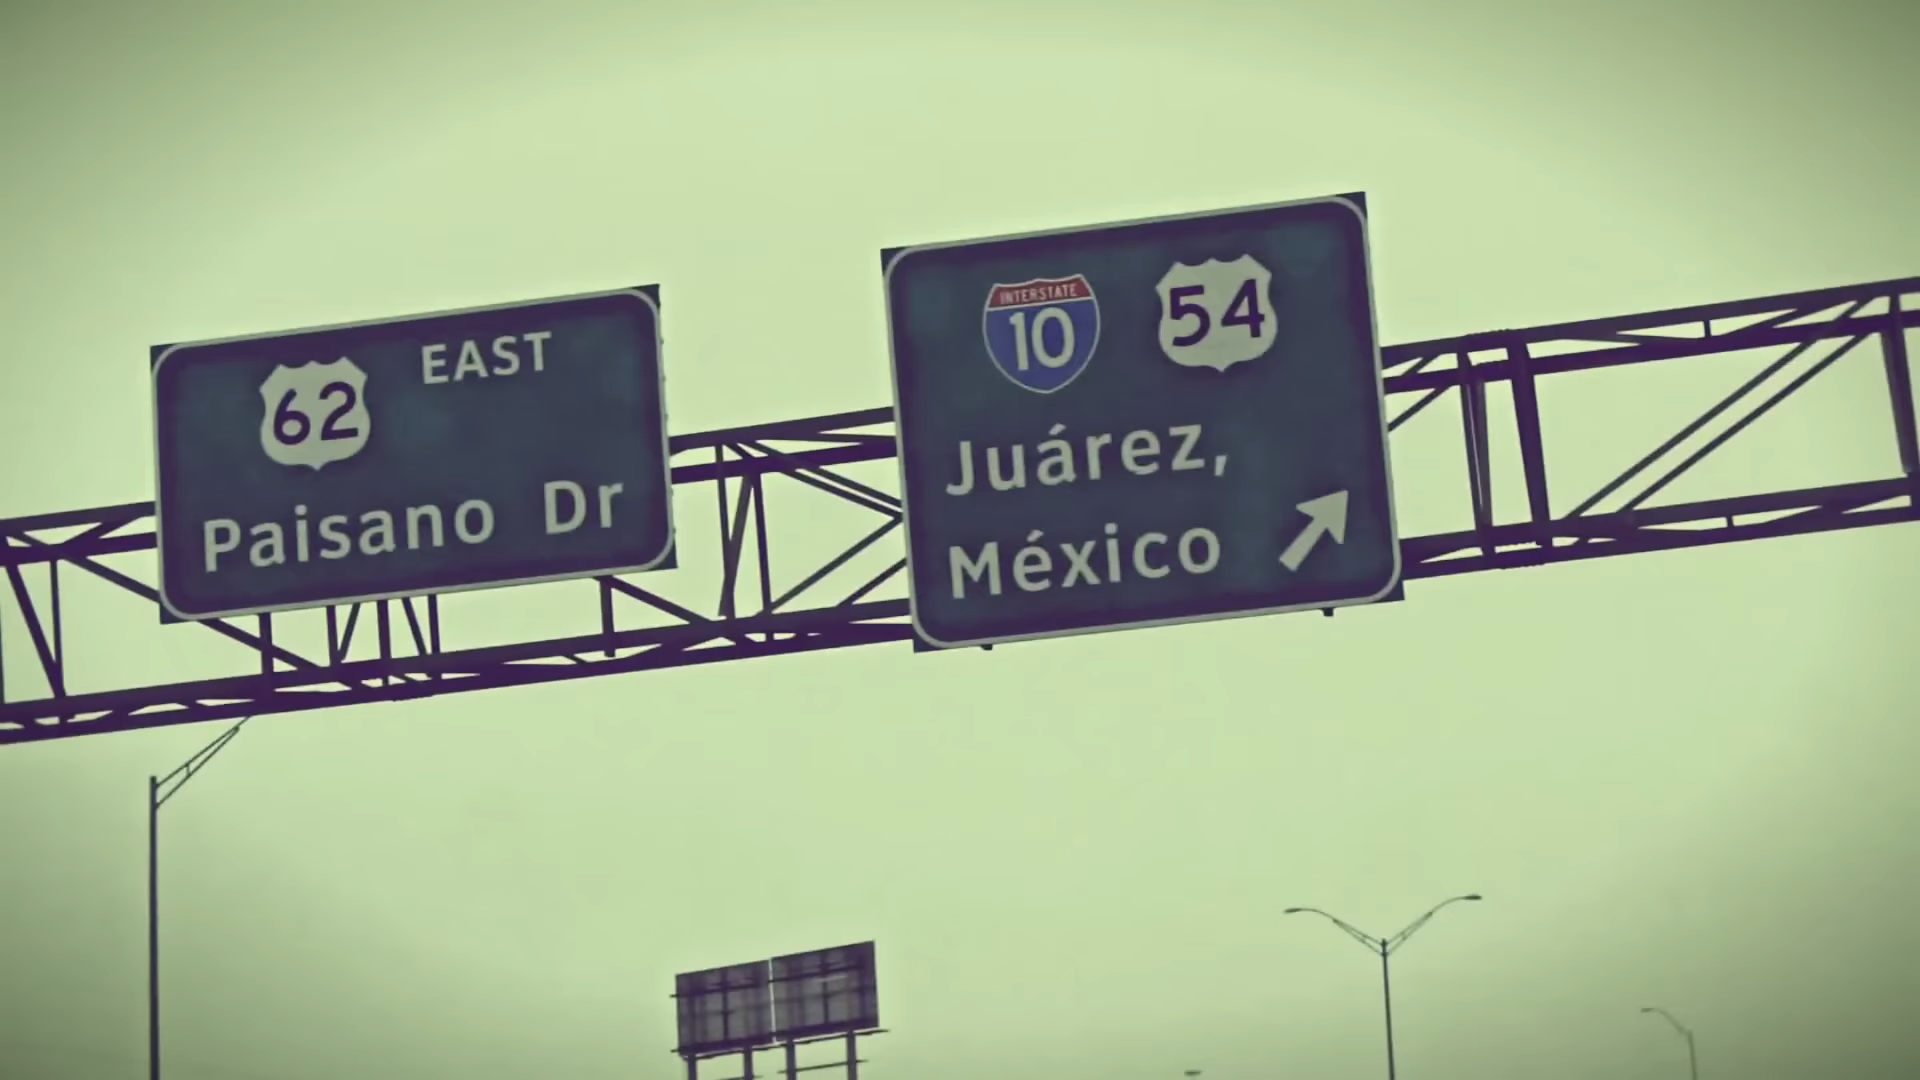 62 EAST
Paisano Dr
INTERSTATE
10 54
Juárez,
México